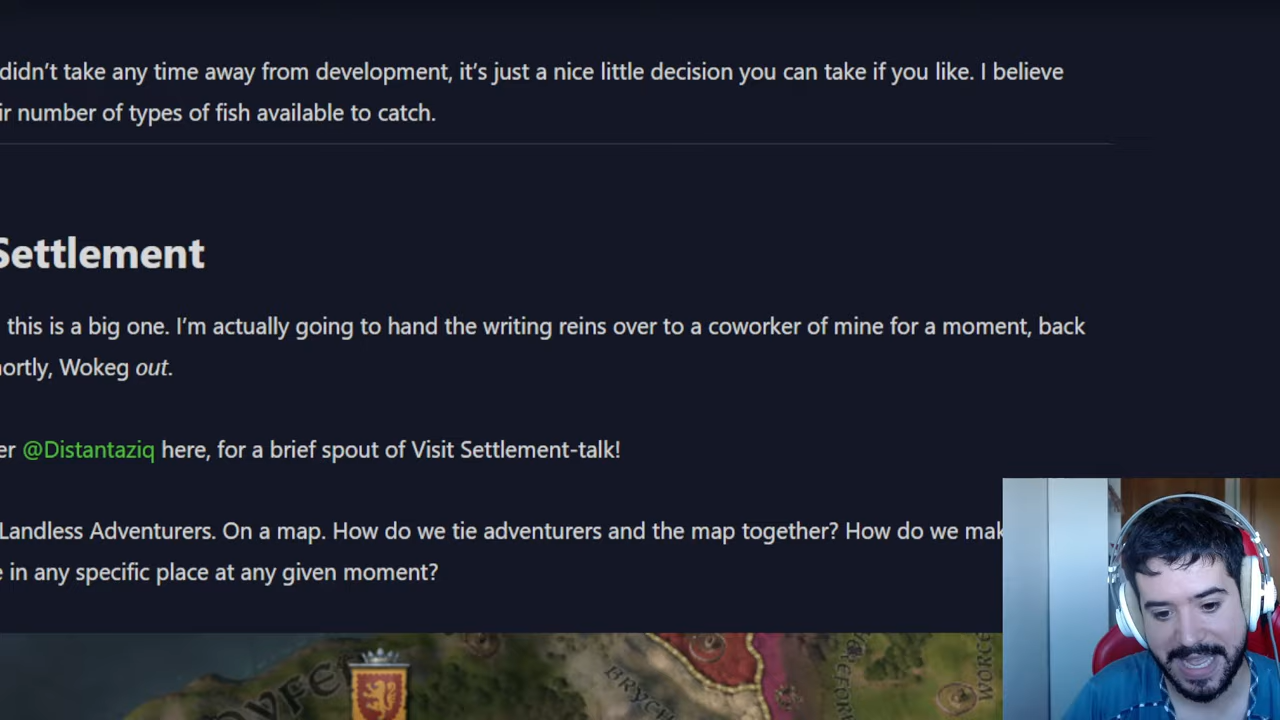 didn’t take any time away from development, it’s just a nice little decision you can take if you like. I believe
number of types of fish available to catch.
Settlement
this is a big one. I’m actually going to hand the writing reins over to a coworker of mine for a moment, back
Wokeg out.
@Distantaziq here, for a brief spout of Visit Settlement-talk!
Landless Adventurers. On a map. How do we tie adventurers and the map together? How do we mak
in any specific place at any given moment?
DYFED